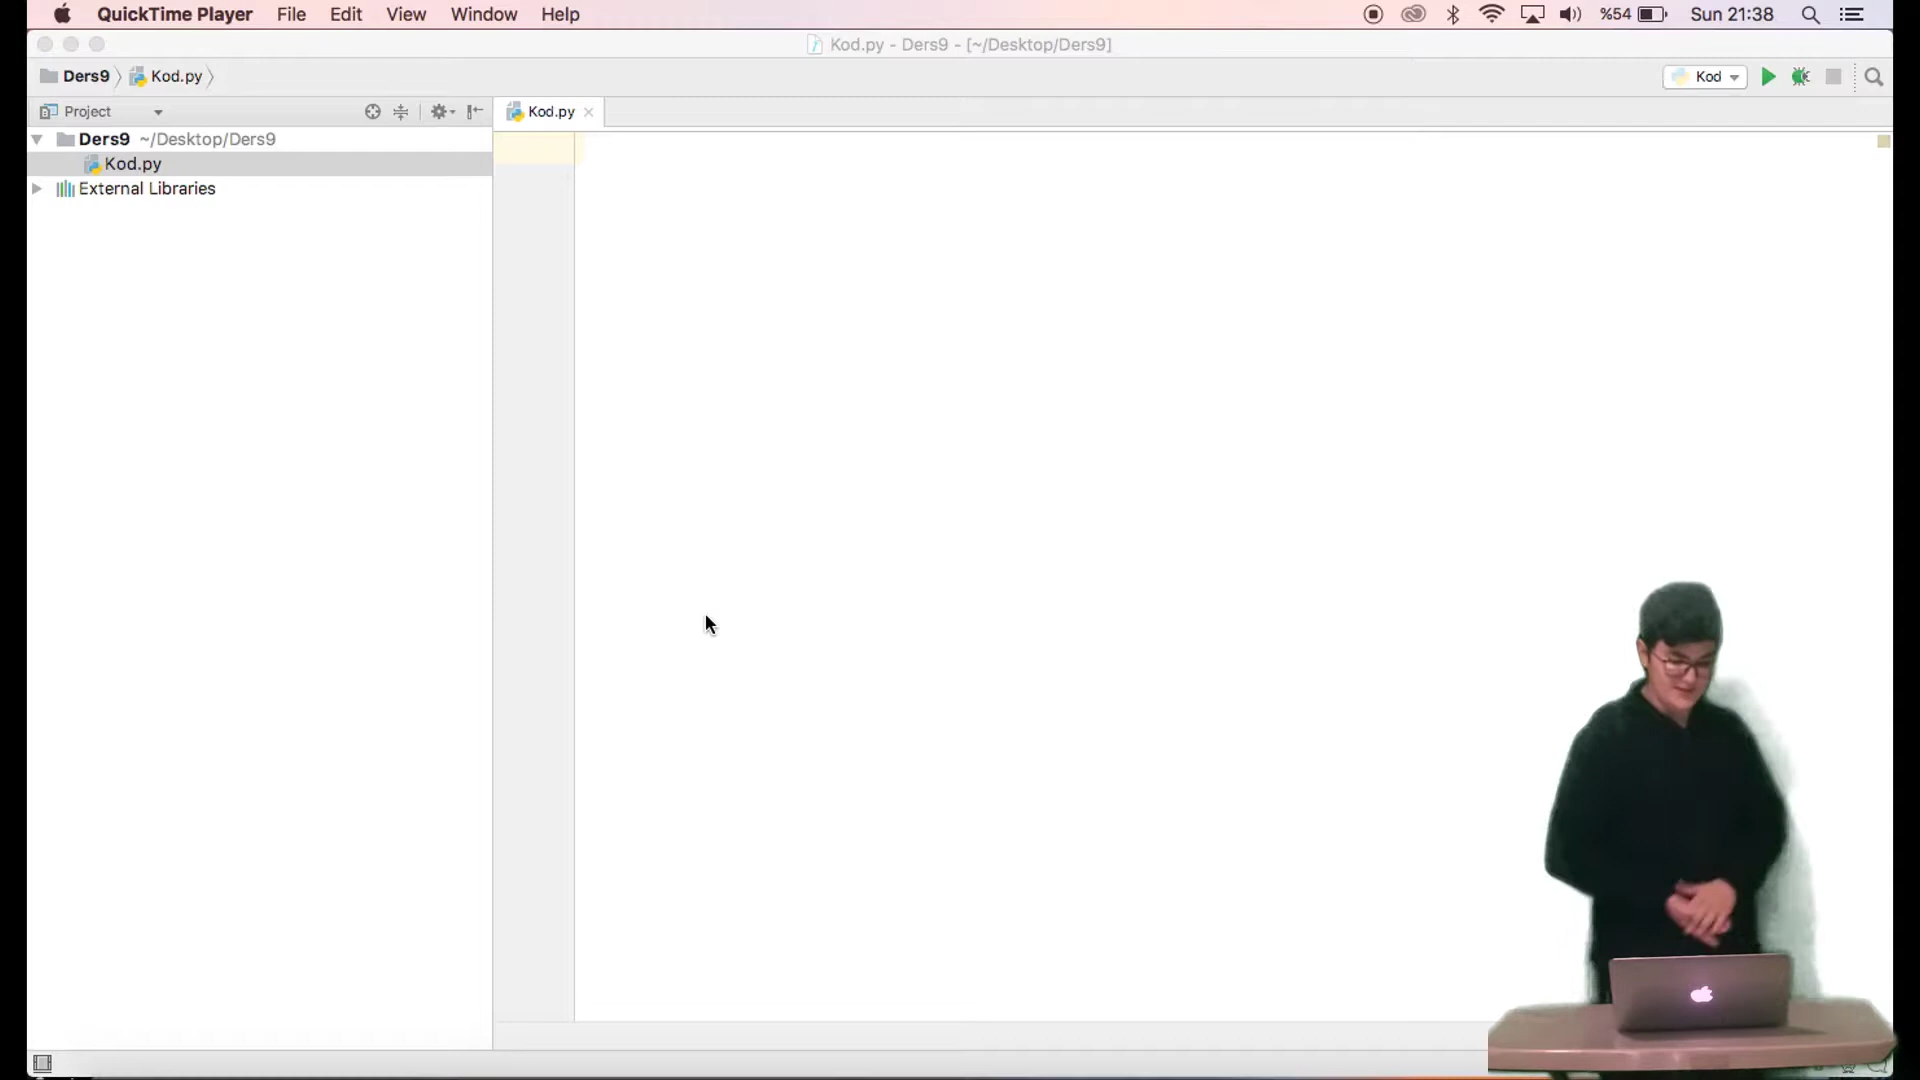 QuickTime Player File Edit View Window Help %54 Sun 21:38
Kod.py - Ders9 - [~/Desktop/Ders9]
Ders9 Kod.py Kod
Project Kod.py
Ders9 ~/Desktop/Ders9
Kod.py
External Libraries